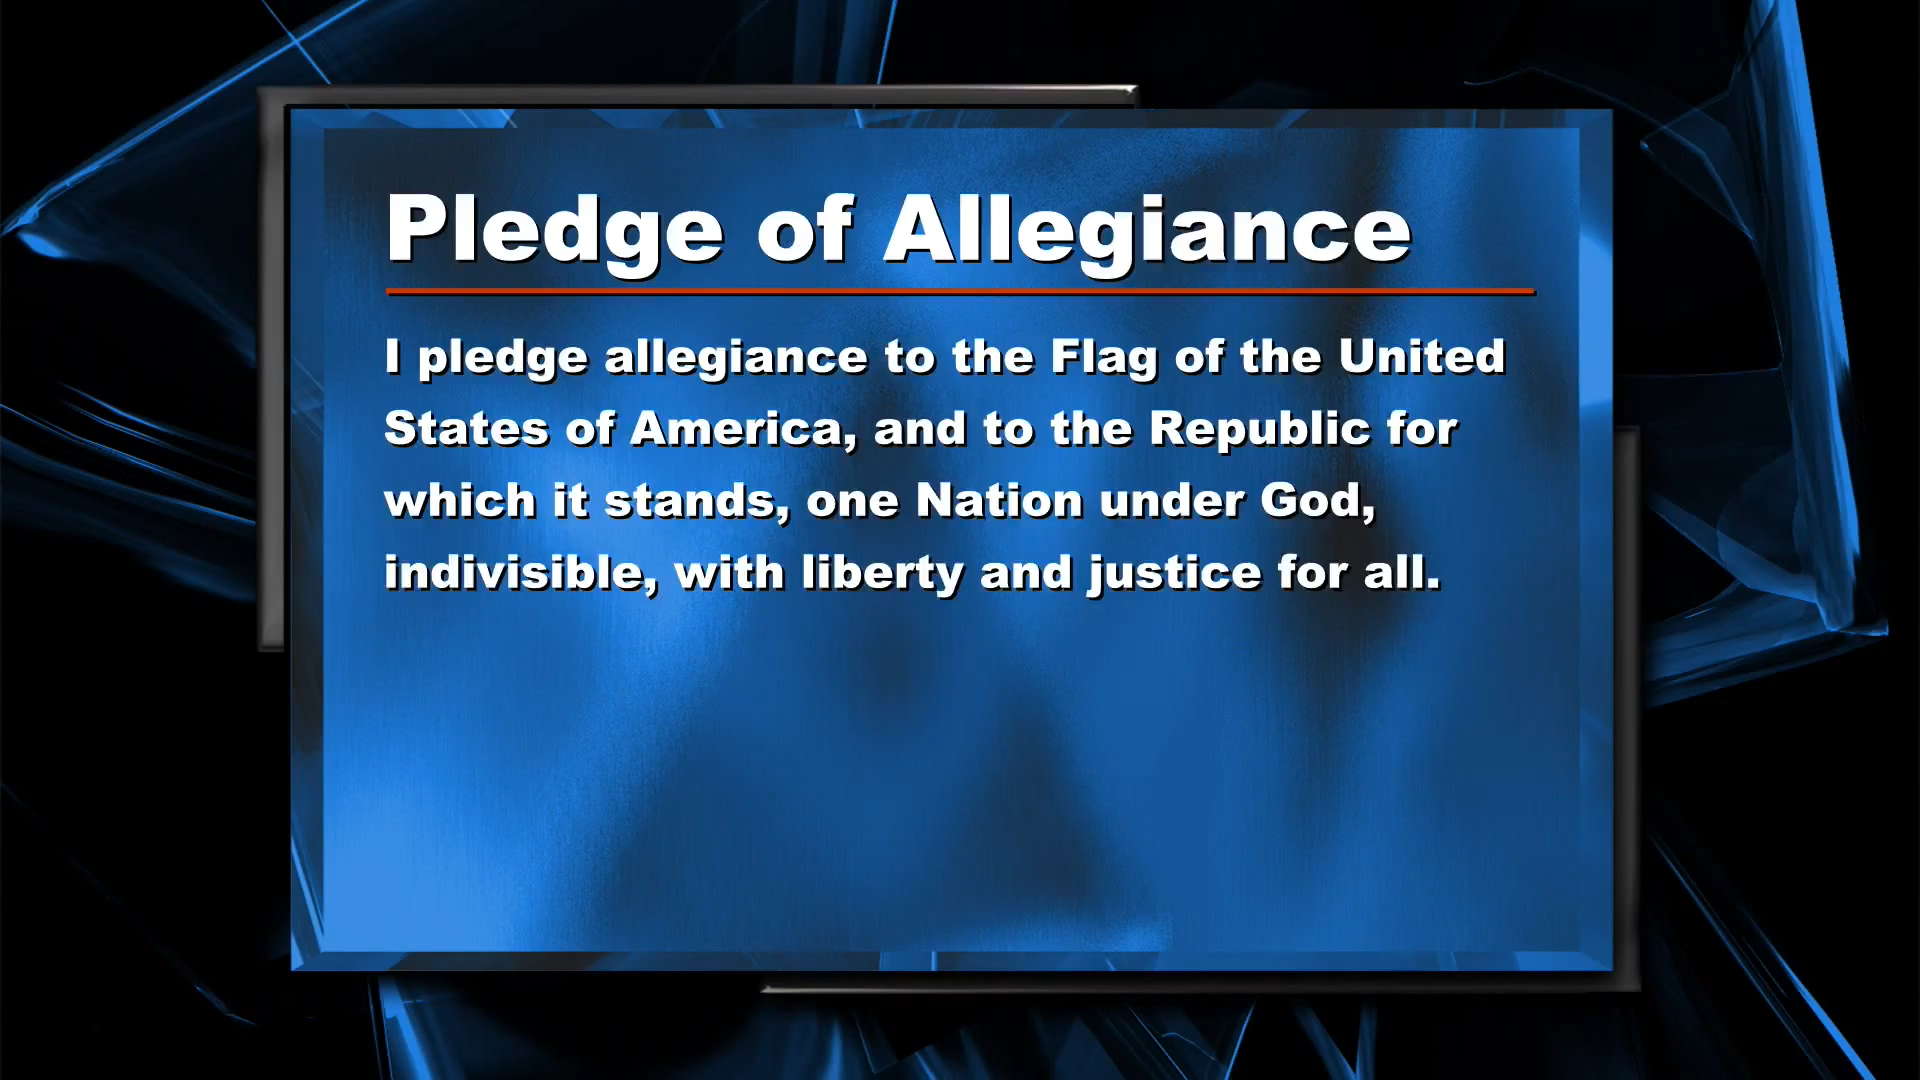 Pledge of Allegiance
I pledge allegiance to the Flag of the United
States of America, and to the Republic for
which it stands, one Nation under God,
indivisible, with liberty and justice for all.